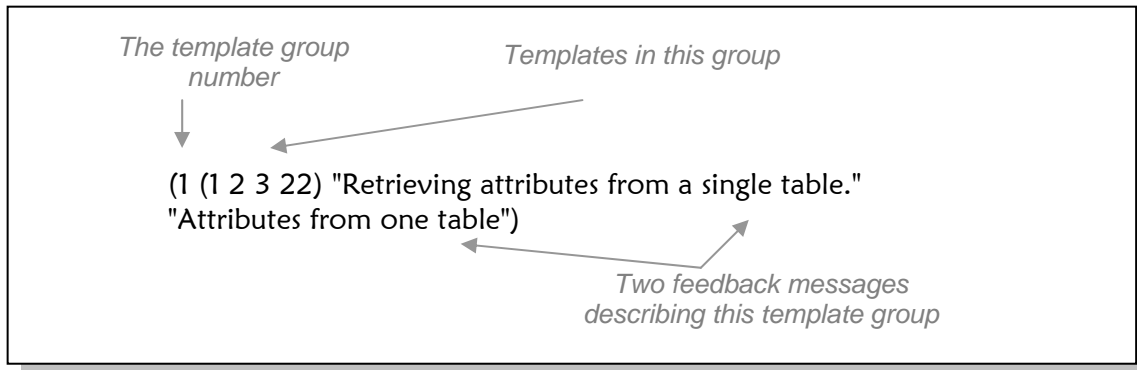 The template group
number
Templates in this group
(1 (1 2 3 22) "Retrieving attributes from a single table."
"Attributes from one table")
Two feedback messages
describing this template group